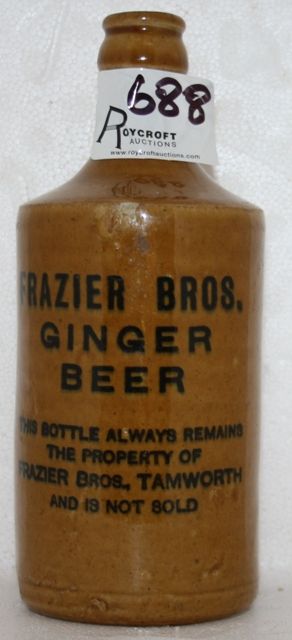 688
ROYCROFT
AUCTIONS
www.roycroftauctions.com
FRAZIER BROS.
GINGER
BEER
THIS BOTTLE ALWAYS REMAINS
THE PROPERTY OF
FRAZIER BROS., TAMWORTH
AND IS NOT SOLD